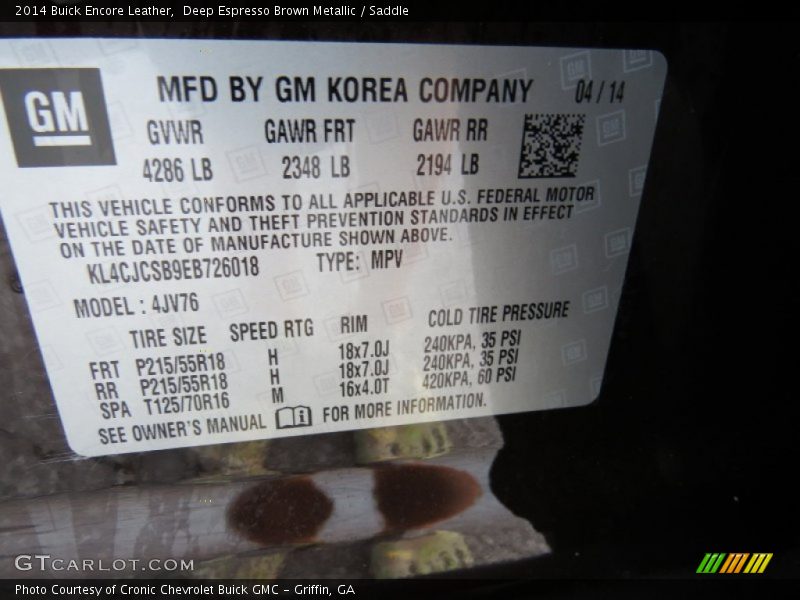 2014 Buick Encore Leather,  Deep Espresso Brown Metallic / Saddle
GM
MFD BY GM KOREA COMPANY 04 / 14
GVWR GAWR FRT GAWR RR
4286 LB 2348 LB 2194 LB
THIS VEHICLE CONFORMS TO ALL APPLICABLE U.S. FEDERAL MOTOR
VEHICLE SAFETY AND THEFT PREVENTION STANDARDS IN EFFECT
ON THE DATE OF MANUFACTURE SHOWN ABOVE.
KL4CJCSB9EB726018 TYPE: MPV
MODEL : 4JV76
TIRE SIZE SPEED RTG RIM COLD TIRE PRESSURE
FRT P215/55R18 H 18x7.0J 240KPA, 35 PSI
RR P215/55R18 H 18x7.0J 240KPA, 35 PSI
SPA T125/70R16 M 16x4.0T 420KPA, 60 PSI
SEE OWNER'S MANUAL i FOR MORE INFORMATION.
GTCARLOT.COM
Photo Courtesy of Cronic Chevrolet Buick GMC – Griffin, GA